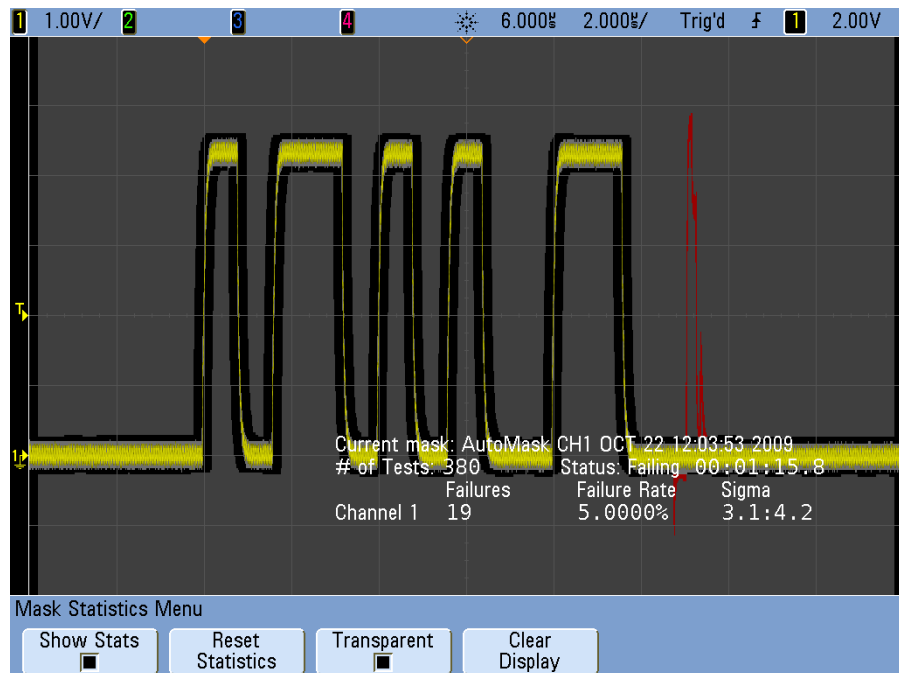 1 1.00V/ 2 3 4 6.000µs 2.000µs/ Trig'd 1 2.00V
T
1
Current mask: AutoMask CH1 OCT 22 12:03:53 2009
# of Tests: 380 Status: Failing 00:01:15.8
Failures Failure Rate Sigma
Channel 1 19 5.0000% 3.1:4.2
Mask Statistics Menu
Show Stats Reset Statistics Transparent Clear Display